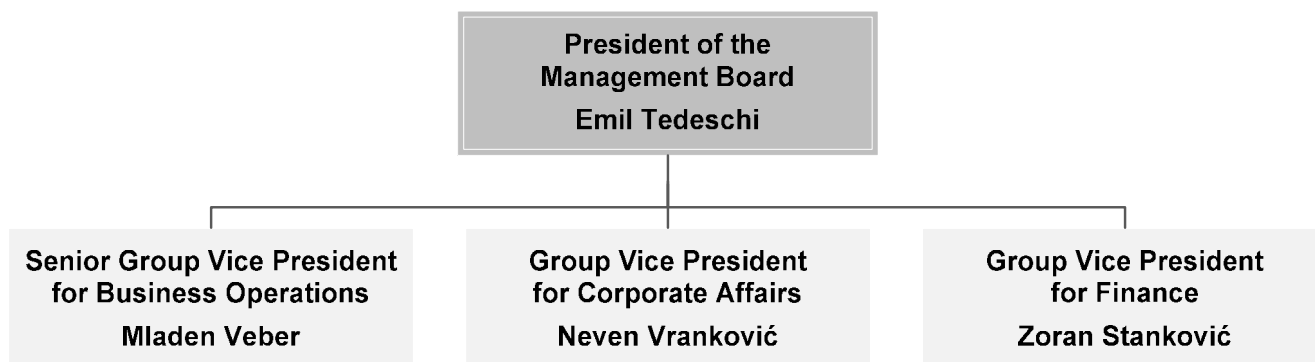 President of the
Management Board
Emil Tedeschi
Senior Group Vice President
for Business Operations
Mladen Veber
Group Vice President
for Corporate Affairs
Neven Vranković
Group Vice President
for Finance
Zoran Stanković